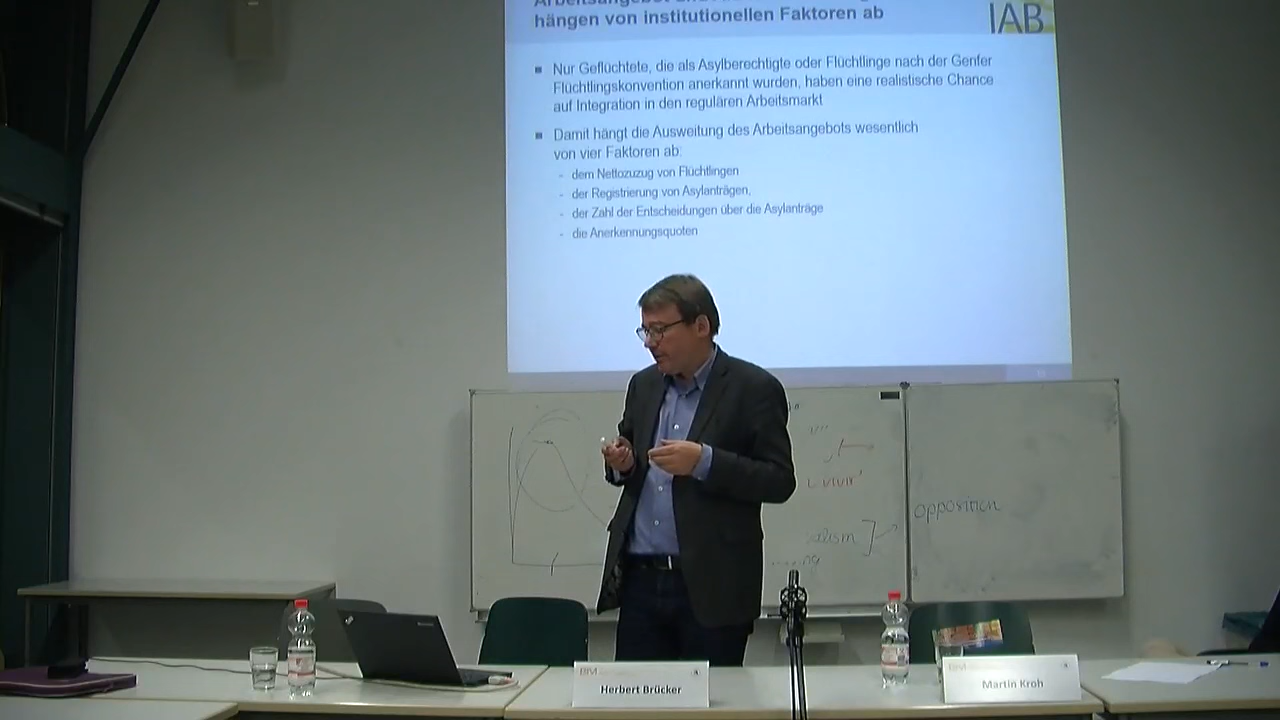 hängen von institutionellen Faktoren ab
IAB
Nur Geflüchtete, die als Asylberechtigte oder Flüchtlinge nach der Genfer
Flüchtlingskonvention anerkannt wurden, haben eine realistische Chance
auf Integration in den regulären Arbeitsmarkt
Damit hängt die Ausweitung des Arbeitsangebots wesentlich
von vier Faktoren ab:
- dem Nettozuzug von Flüchtlingen
- der Registrierung von Asylanträgen,
- der Zahl der Entscheidungen über die Asylanträge
- die Anerkennungsquoten
opposition
BIM
Herbert Brücker
BIM
Martin Kroh